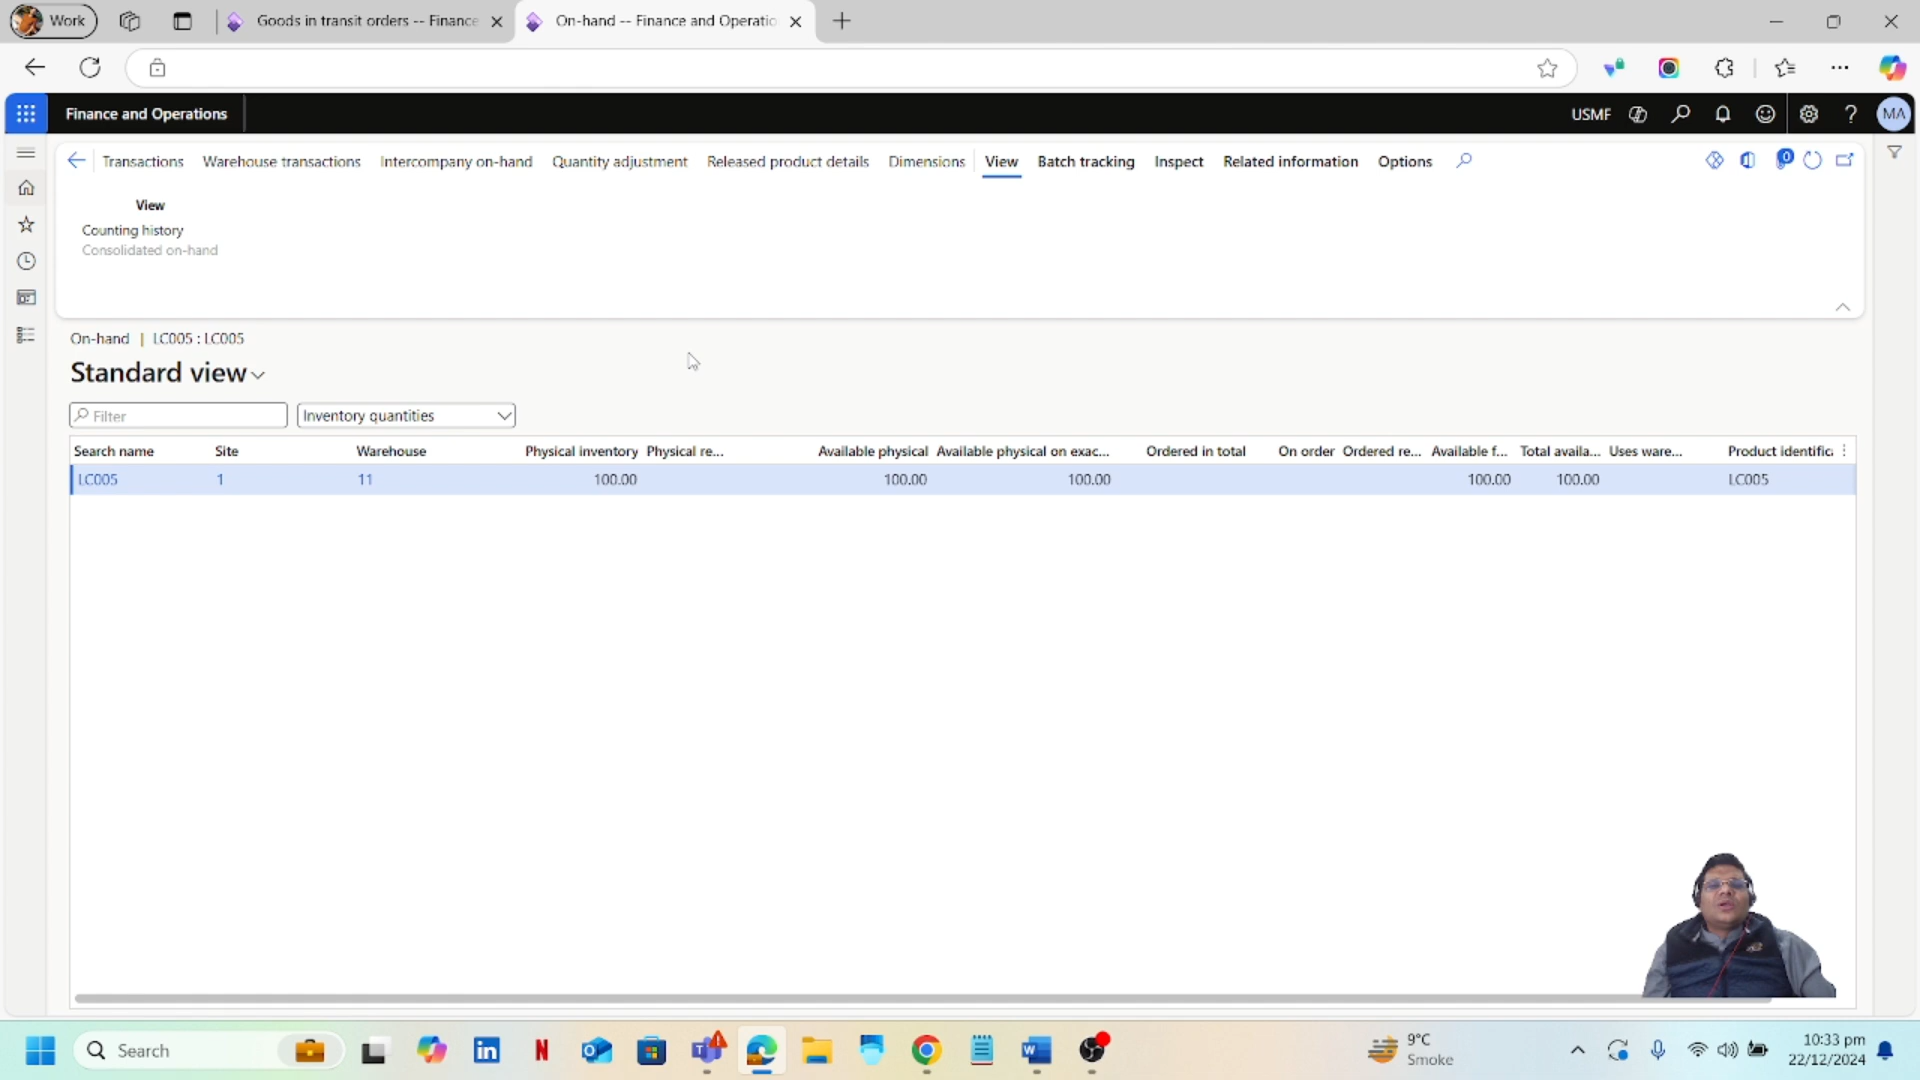 Work
Goods in transit orders -- Finance
On-hand -- Finance and Operatio
Finance and Operations
USMF
MA
Transactions
Warehouse transactions
Intercompany on-hand
Quantity adjustment
Released product details
Dimensions
View
Batch tracking
Inspect
Related information
Options
0
View
Counting history
Consolidated on-hand
On-hand | LC005 : LC005
Standard view
Filter
Inventory quantities
Search name Site Warehouse Physical inventory Physical re... Available physical Available physical on exac... Ordered in total On order Ordered re... Available f... Total availa... Uses ware... Product identific
LC005 1 11 100.00 100.00 100.00 100.00 100.00 LC005
Search
9°C
Smoke
10:33 pm
22/12/2024